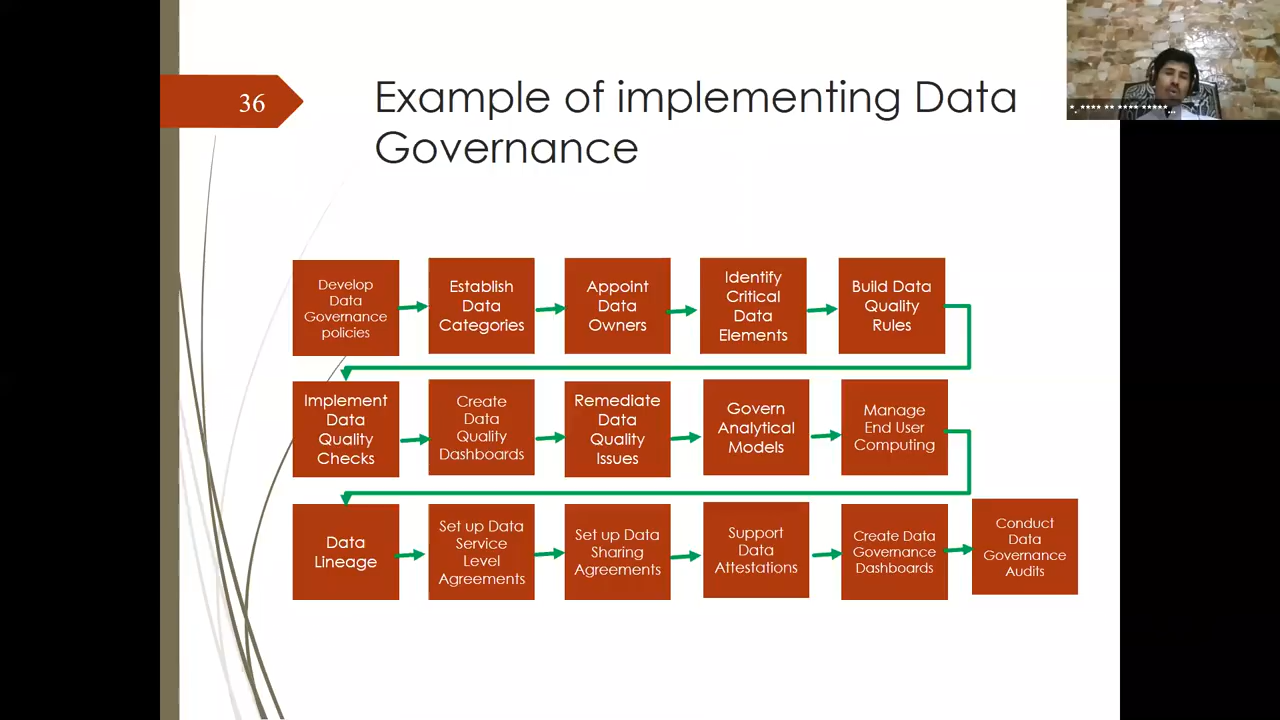 36
Example of implementing Data
Governance
Develop
Data
Governance
policies
Establish
Data
Categories
Appoint
Data
Owners
Identify
Critical
Data
Elements
Build Data
Quality
Rules
Implement
Data
Quality
Checks
Create
Data
Quality
Dashboards
Remediate
Data
Quality
Issues
Govern
Analytical
Models
Manage
End User
Computing
Data
Lineage
Set up Data
Service
Level
Agreements
Set up Data
Sharing
Agreements
Support
Data
Attestations
Create Data
Governance
Dashboards
Conduct
Data
Governance
Audits
*. **** ** **** *****...